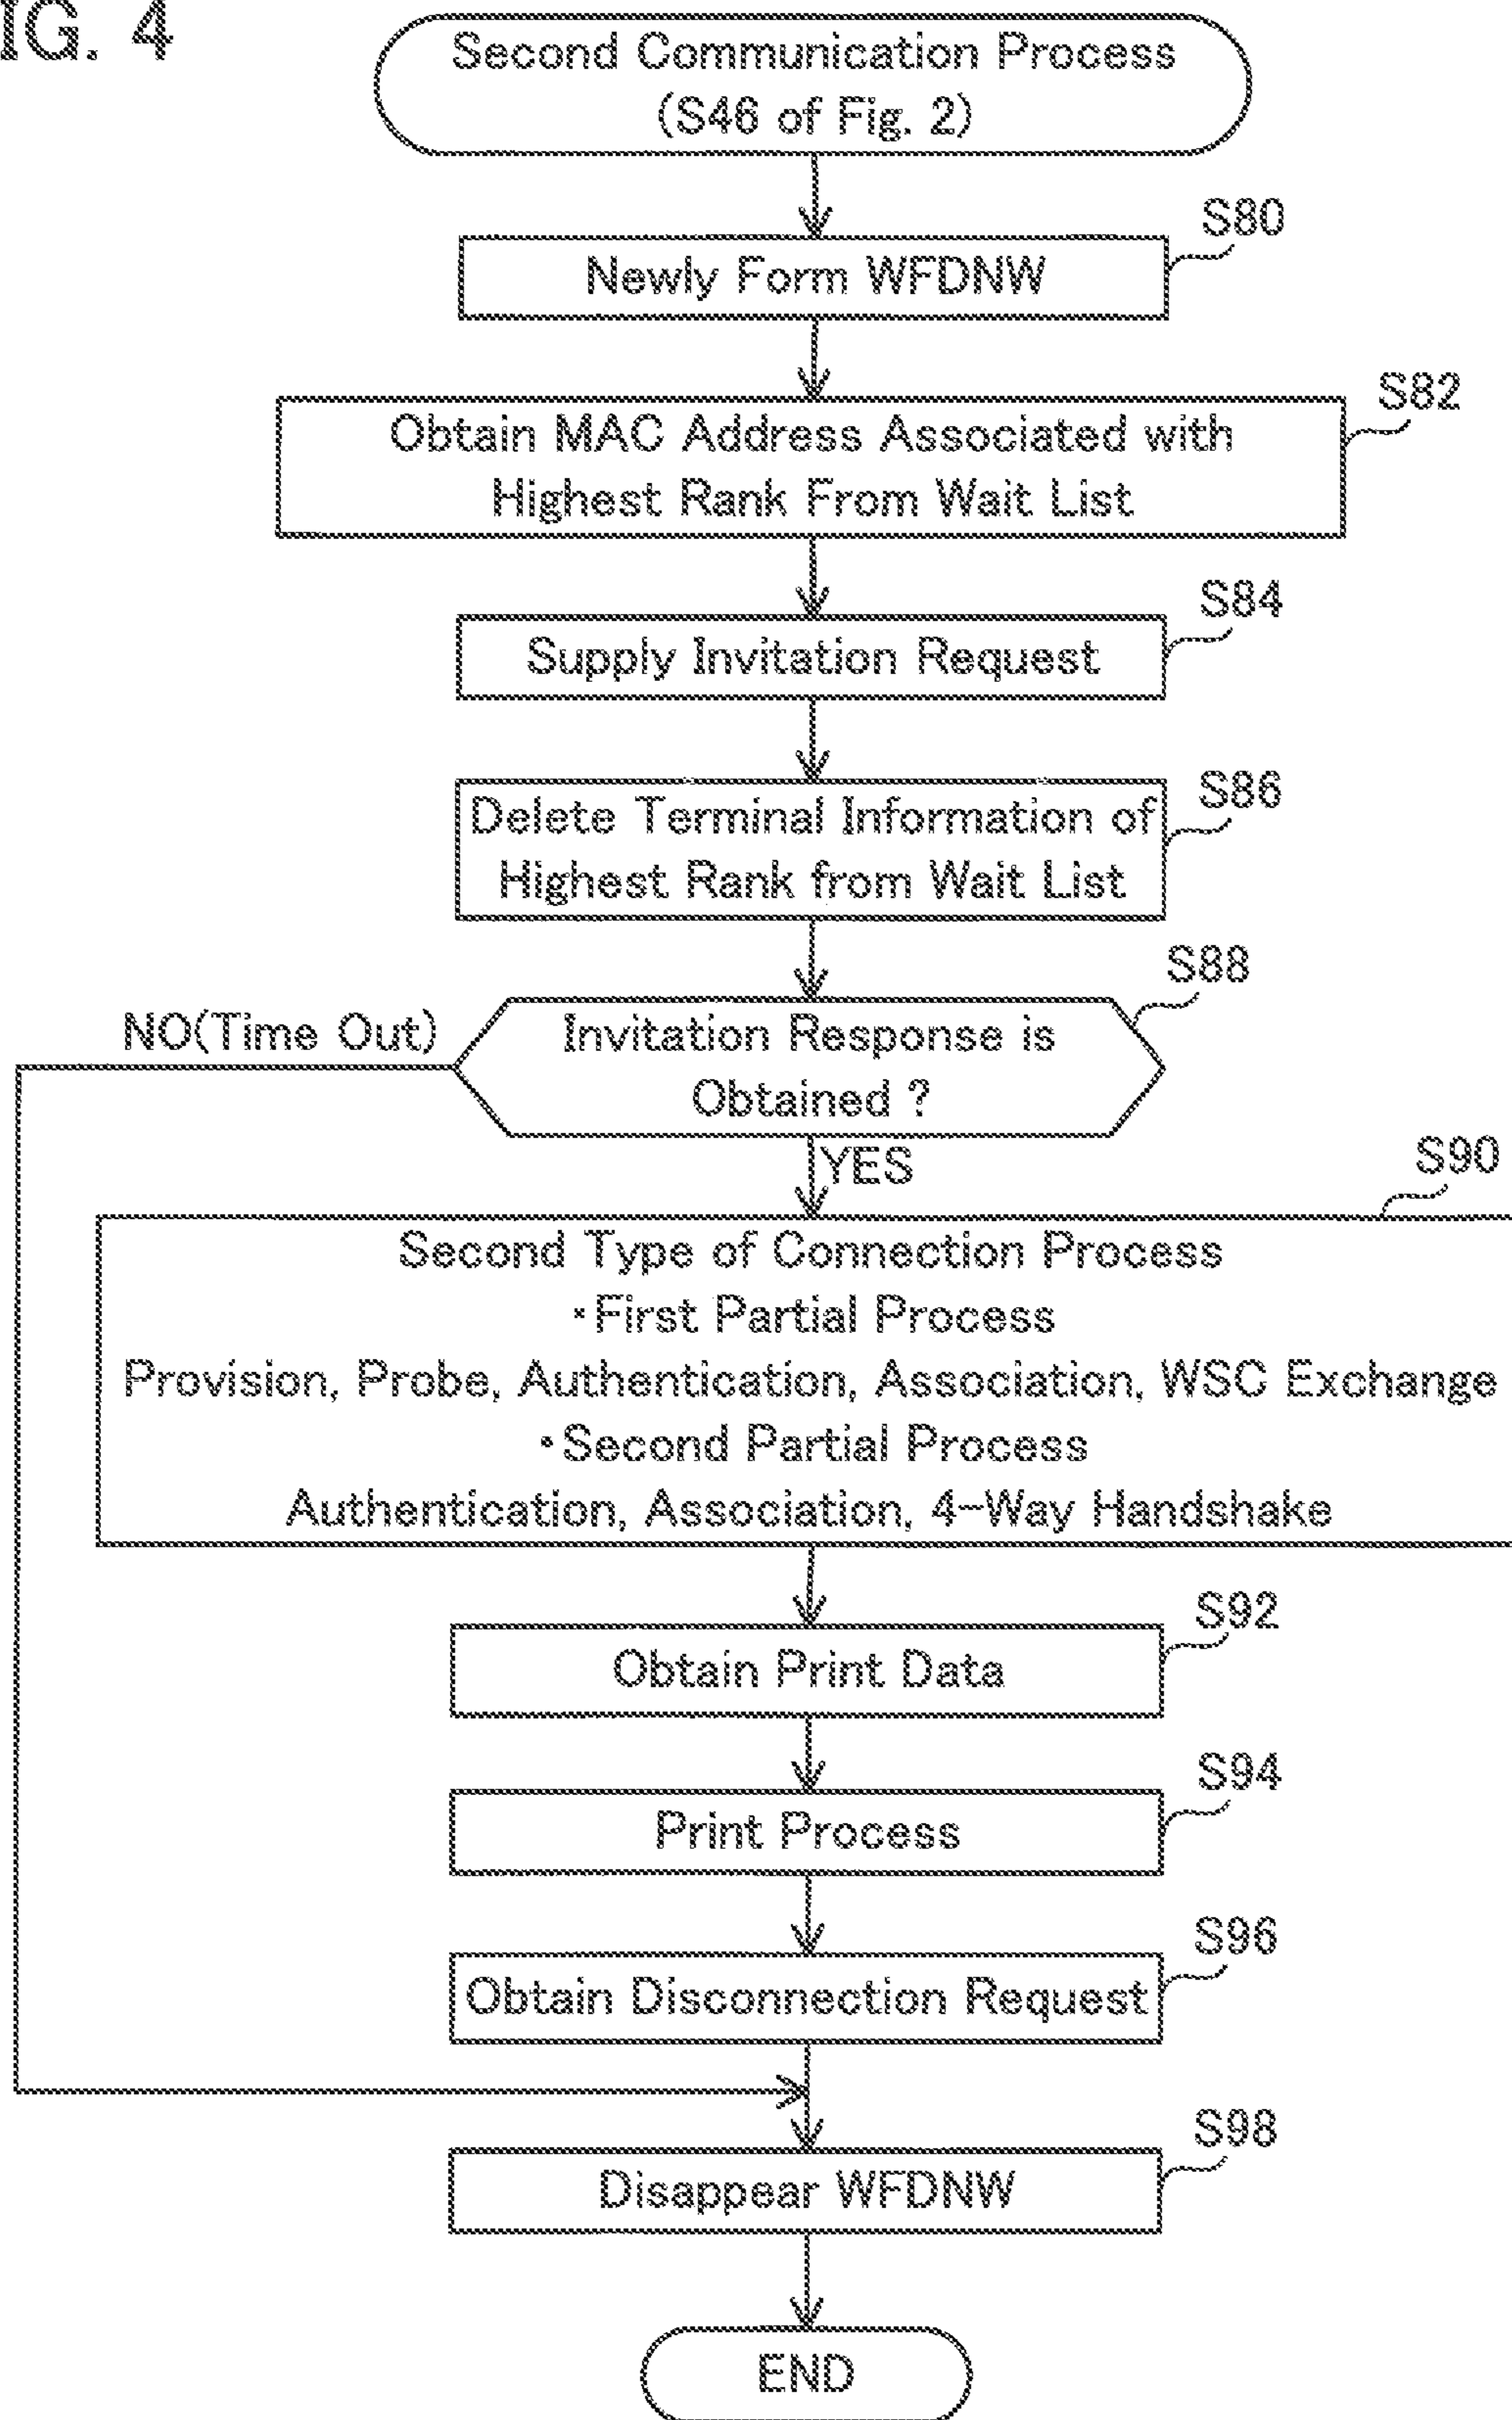 IG. 4
Second Communication Process
(S46 of Fig. 2)
S80
Newly Form WFDNW
S82
Obtain MAC Address Associated with
Highest Rank From Wait List
S84
Supply Invitation Request
S86
Delete Terminal Information of
Highest Rank from Wait List
S88
NO(Time Out)
Invitation Response is
Obtained ?
YES
S90
Second Type of Connection Process
・First Partial Process
Provision, Probe, Authentication, Association, WSC Exchange
・Second Partial Process
Authentication, Association, 4-Way Handshake
S92
Obtain Print Data
S94
Print Process
S96
Obtain Disconnection Request
S98
Disappear WFDNW
END